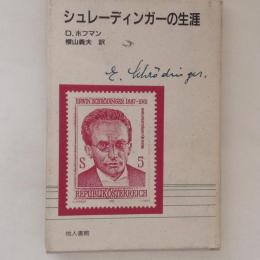 シュレーディンガーの生涯
D.ホフマン
櫻山義夫 訳
E. Schrödinger.
ERWIN SCHRÖDINGER 1887-1961
S 5
REPUBLIK ÖSTERREICH
地人書館